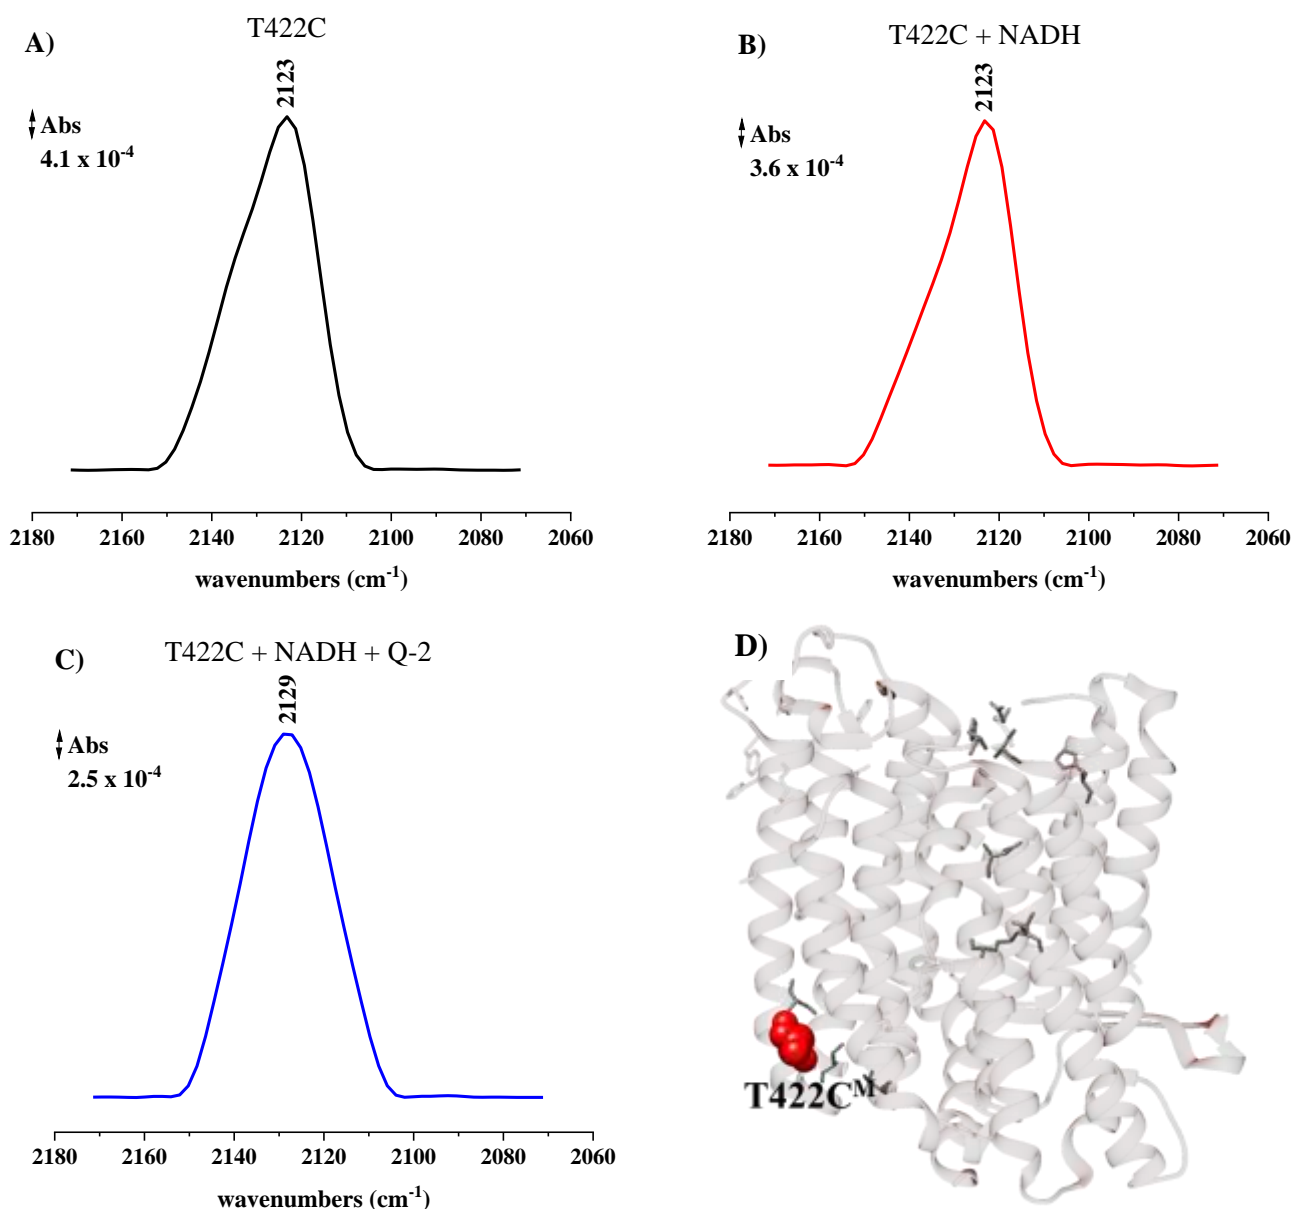 A)
T422C
2123
Abs
4.1 x 10-4
2180 2160 2140 2120 2100 2080 2060
wavenumbers (cm-1)
B)
T422C + NADH
2123
Abs
3.6 x 10-4
2180 2160 2140 2120 2100 2080 2060
wavenumbers (cm-1)
C)
T422C + NADH + Q-2
2129
Abs
2.5 x 10-4
2180 2160 2140 2120 2100 2080 2060
wavenumbers (cm-1)
D)
T422CM